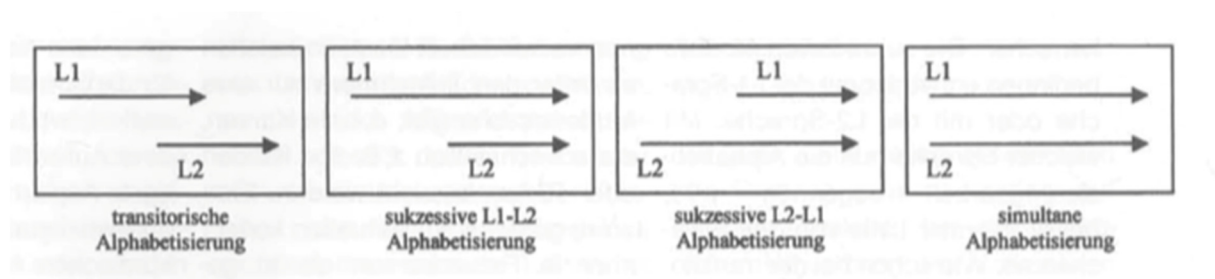 L1
L2
transitorische
Alphabetisierung
L1
L2
sukzessive L1-L2
Alphabetisierung
L1
L2
sukzessive L2-L1
Alphabetisierung
L1
L2
simultane
Alphabetisierung